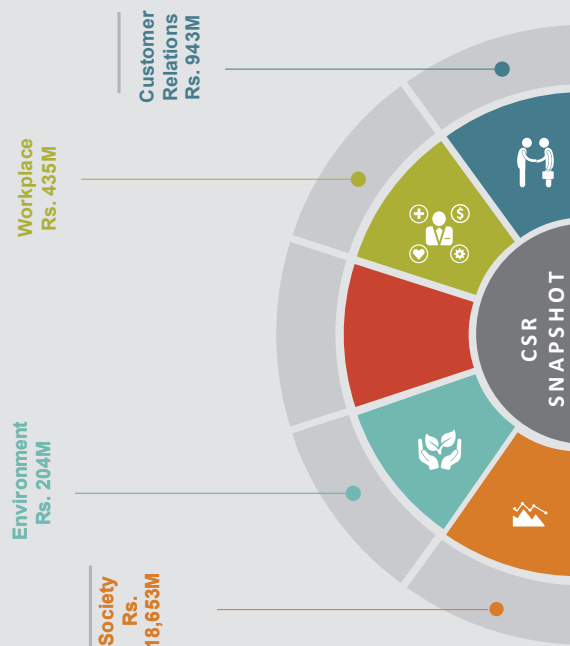 Customer
Relations
Rs. 943M
Workplace
Rs. 435M
$
CSR
SNAPSHOT
Environment
Rs. 204M
Society
Rs.
18,653M